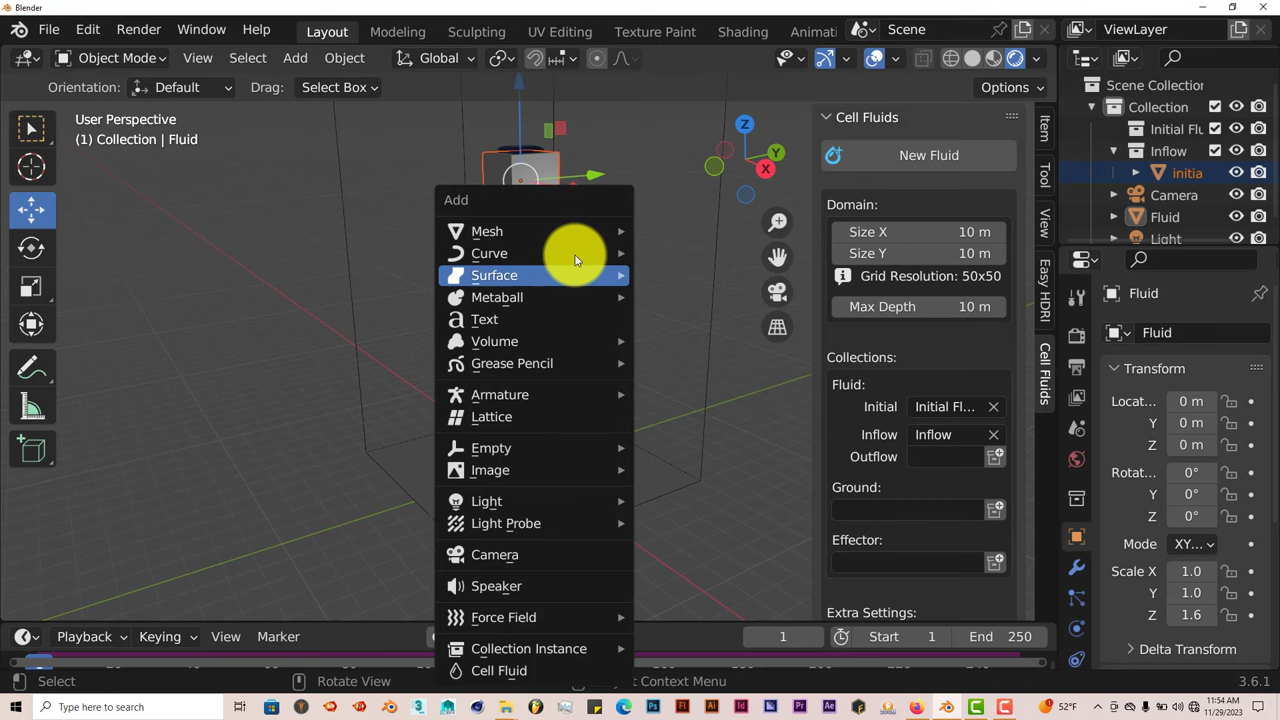 Blender
File Edit Render Window Help Layout Modeling Sculpting UV Editing Texture Paint Shading Animation Scene ViewLayer
Object Mode View Select Add Object Global
Orientation: Default Drag: Select Box Options
User Perspective
(1) Collection | Fluid
Z
Y
X
Add
Mesh
Curve
Surface
Metaball
Text
Volume
Grease Pencil
Armature
Lattice
Empty
Image
Light
Light Probe
Camera
Speaker
Force Field
Collection Instance
Cell Fluid
Cell Fluids
New Fluid
Domain:
Size X 10 m
Size Y 10 m
Grid Resolution: 50x50
Max Depth 10 m
Collections:
Fluid:
Initial Initial Fl...
Inflow Inflow
Outflow
Ground:
Effector:
Extra Settings:
Item
Tool
View
Easy HDRI
Cell Fluids
Scene Collection
Collection
Initial Flu
Inflow
initia
Camera
Fluid
Light
Fluid
Fluid
Transform
Locat... 0 m
Y 0 m
Z 0 m
Rotat... 0°
Y 0°
Z 0°
Mode XY...
Scale X 1.0
Y 1.0
Z 1.6
Delta Transform
Playback Keying View Marker 1 Start 1 End 250
Select Rotate View Context Menu 3.6.1
Type here to search 52°F 11:54 AM
11/29/2023